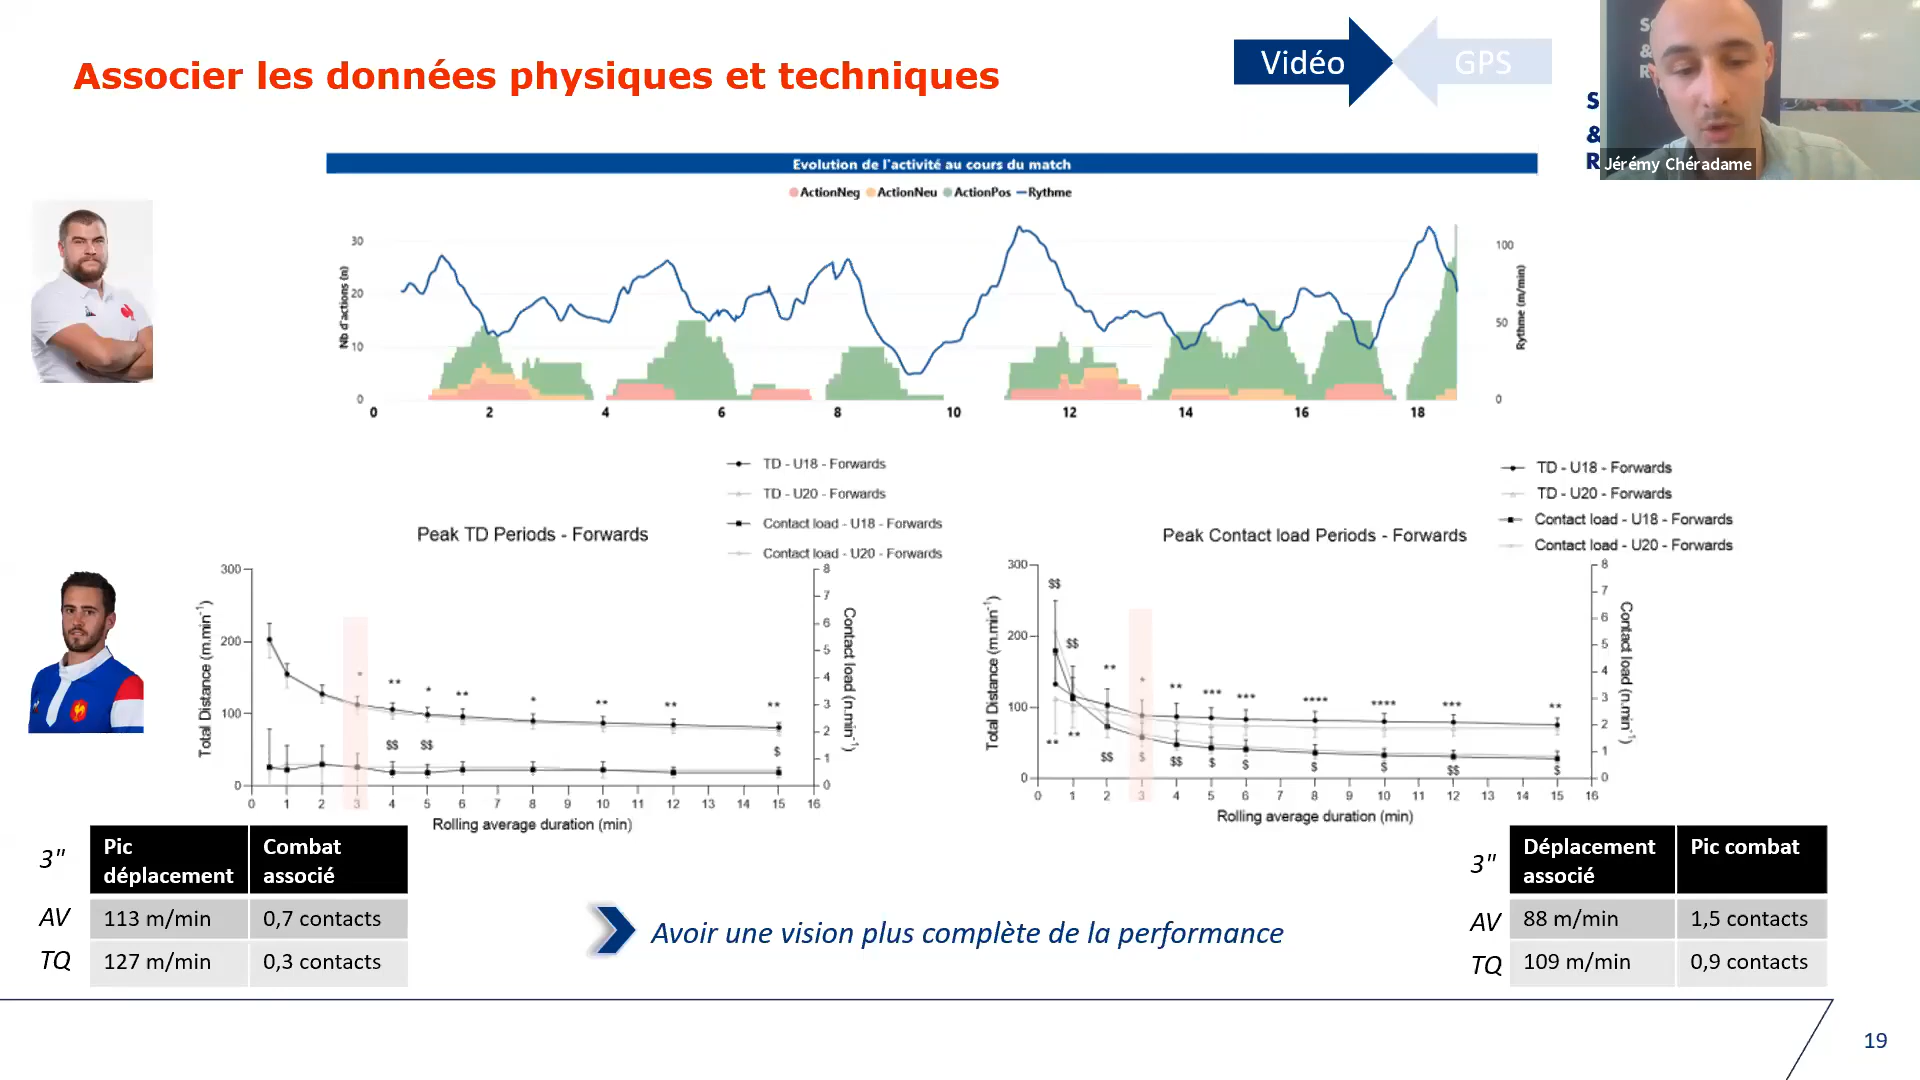 Associer les données physiques et techniques
Vidéo
GPS
S
&
R
Jérémy Chéradame
Evolution de l'activité au cours du match
ActionNeg ActionNeu ActionPos Rythme
Nb d'actions (n)
30
20
10
0
Rythme (m/min)
100
50
0
0 2 4 6 8 10 12 14 16 18
TD - U18 - Forwards
TD - U20 - Forwards
Contact load - U18 - Forwards
Contact load - U20 - Forwards
Peak TD Periods - Forwards
Total Distance (m.min⁻¹)
300
200
100
0
Contact load (n.min⁻¹)
8
7
6
5
4
3
2
1
0
* ** * ** * ** ** **
$$ $$ $
0 1 2 3 4 5 6 7 8 9 10 11 12 13 14 15 16
Rolling average duration (min)
TD - U18 - Forwards
TD - U20 - Forwards
Contact load - U18 - Forwards
Contact load - U20 - Forwards
Peak Contact load Periods - Forwards
Total Distance (m.min⁻¹)
300
200
100
0
Contact load (n.min⁻¹)
8
7
6
5
4
3
2
1
0
$$ $$ ** * ** *** *** **** **** *** **
** ** $$ $ $$ $ $ $ $ $$ $
0 1 2 3 4 5 6 7 8 9 10 11 12 13 14 15 16
Rolling average duration (min)
3"
Pic déplacement
Combat associé
AV 113 m/min 0,7 contacts
TQ 127 m/min 0,3 contacts
Avoir une vision plus complète de la performance
3"
Déplacement associé
Pic combat
AV 88 m/min 1,5 contacts
TQ 109 m/min 0,9 contacts
19